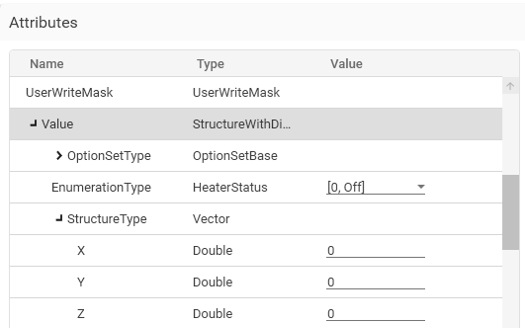 Attributes
Name Type Value
UserWriteMask UserWriteMask
Value StructureWithDi...
OptionSetType OptionSetBase
EnumerationType HeaterStatus [0, Off]
StructureType Vector
X Double 0
Y Double 0
Z Double 0